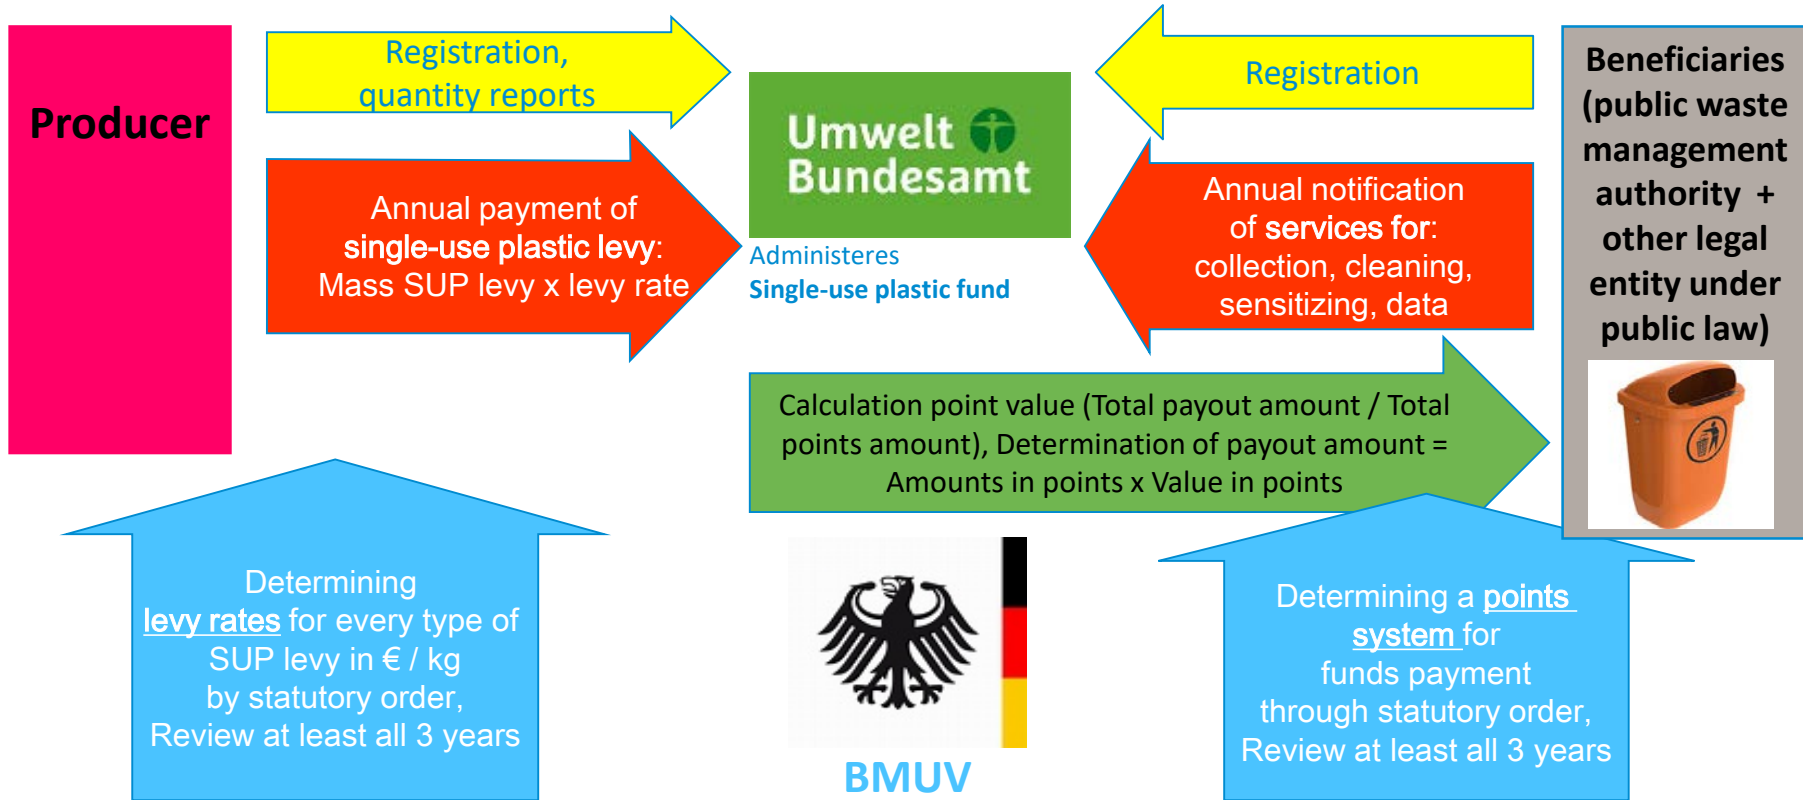 Producer
Registration,
quantity reports
Annual payment of
single-use plastic levy:
Mass SUP levy x levy rate
Umwelt
Bundesamt
Administeres
Single-use plastic fund
Registration
Annual notification
of services for:
collection, cleaning,
sensitizing, data
Beneficiaries
(public waste
management
authority +
other legal
entity under
public law)
Calculation point value (Total payout amount / Total
points amount), Determination of payout amount =
Amounts in points x Value in points
Determining
levy rates for every type of
SUP levy in € / kg
by statutory order,
Review at least all 3 years
BMUV
Determining a points
system for
funds payment
through statutory order,
Review at least all 3 years